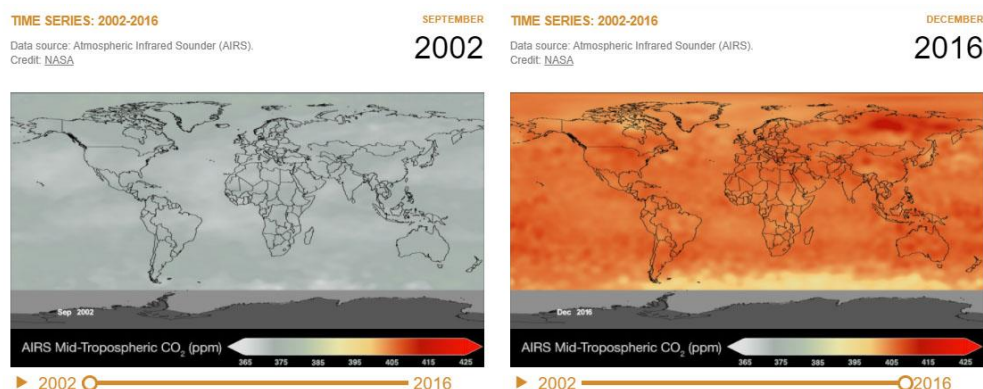 TIME SERIES: 2002-2016
SEPTEMBER
Data source: Atmospheric Infrared Sounder (AIRS).
Credit: NASA
2002
Sep 2002
AIRS Mid-Tropospheric CO2 (ppm)
365 375 385 395 405 415 425
2002 2016
TIME SERIES: 2002-2016
DECEMBER
Data source: Atmospheric Infrared Sounder (AIRS).
Credit: NASA
2016
Dec 2016
AIRS Mid-Tropospheric CO2 (ppm)
365 375 385 395 405 415 425
2002 2016